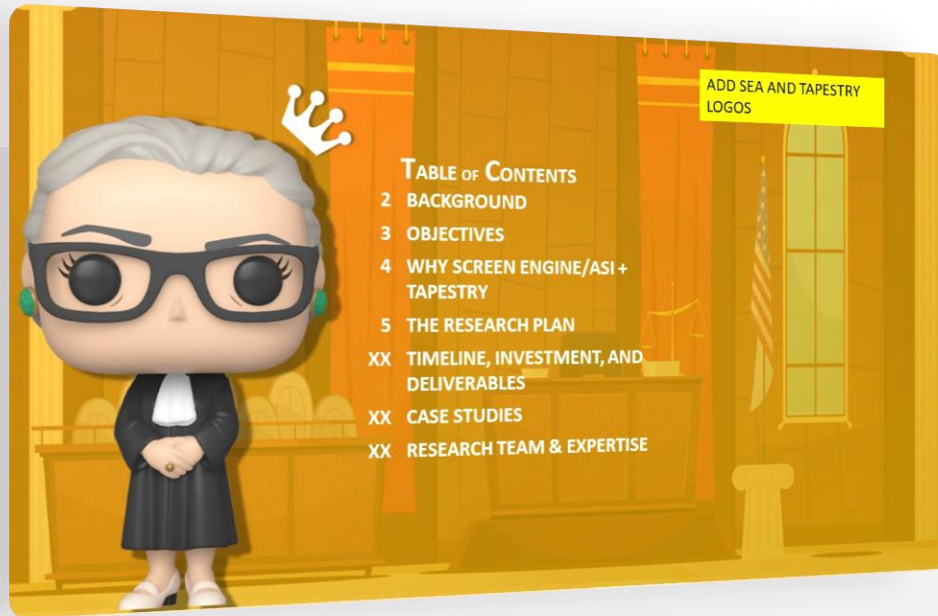 ADD SEA AND TAPESTRY
LOGOS
TABLE OF CONTENTS
2 BACKGROUND
3 OBJECTIVES
4 WHY SCREEN ENGINE/ASI +
TAPESTRY
5 THE RESEARCH PLAN
XX TIMELINE, INVESTMENT, AND
DELIVERABLES
XX CASE STUDIES
XX RESEARCH TEAM & EXPERTISE